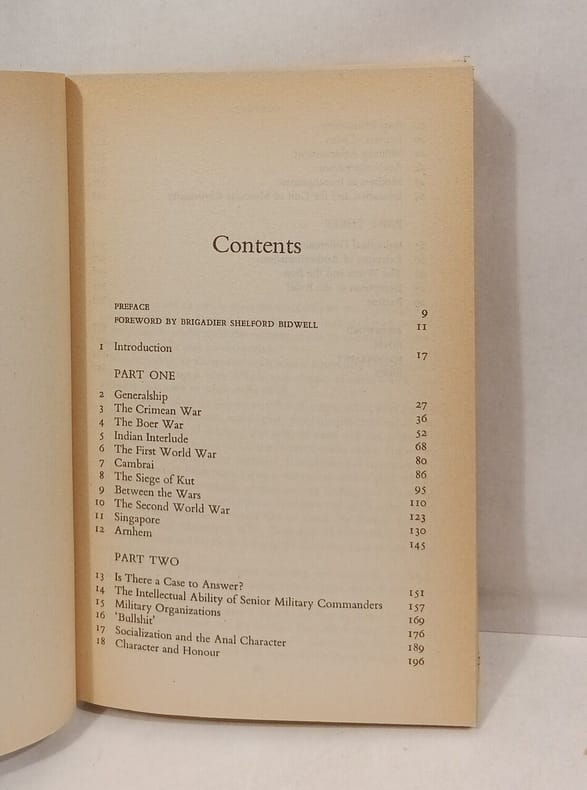 Contents
PREFACE 9
FOREWORD BY BRIGADIER SHELFORD BIDWELL 11
1 Introduction 17
PART ONE
2 Generalship 27
3 The Crimean War 36
4 The Boer War 52
5 Indian Interlude 68
6 The First World War 80
7 Cambrai 86
8 The Siege of Kut 95
9 Between the Wars 110
10 The Second World War 123
11 Singapore 130
12 Arnhem 145
PART TWO
13 Is There a Case to Answer? 151
14 The Intellectual Ability of Senior Military Commanders 157
15 Military Organizations 169
16 'Bullshit' 176
17 Socialization and the Anal Character 189
18 Character and Honour 196